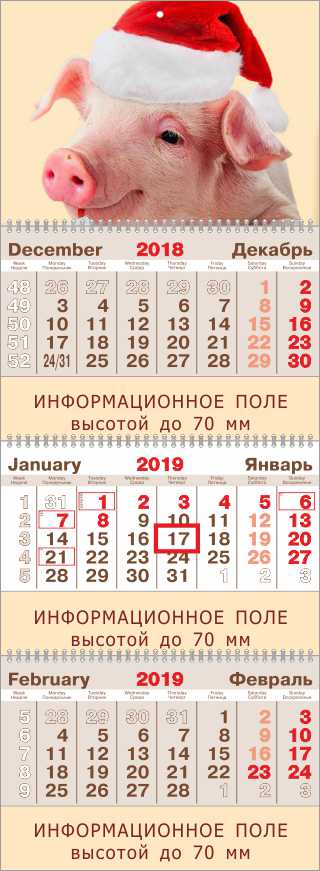 December 2018 Декабрь
Week Monday Tuesday Wednesday Thursday Friday Saturday Sunday
Неделя Понедельник Вторник Среда Четверг Пятница Суббота Воскресенье
48 26 27 28 29 30 1 2
49 3 4 5 6 7 8 9
50 10 11 12 13 14 15 16
51 17 18 19 20 21 22 23
52 24/31 25 26 27 28 29 30
ИНФОРМАЦИОННОЕ ПОЛЕ
высотой до 70 мм
January 2019 Январь
Week Monday Tuesday Wednesday Thursday Friday Saturday Sunday
Неделя Понедельник Вторник Среда Четверг Пятница Суббота Воскресенье
1 31 1 2 3 4 5 6
2 7 8 9 10 11 12 13
3 14 15 16 17 18 19 20
4 21 22 23 24 25 26 27
5 28 29 30 31 1 2 3
ИНФОРМАЦИОННОЕ ПОЛЕ
высотой до 70 мм
February 2019 Февраль
Week Monday Tuesday Wednesday Thursday Friday Saturday Sunday
Неделя Понедельник Вторник Среда Четверг Пятница Суббота Воскресенье
5 28 29 30 31 1 2 3
6 4 5 6 7 8 9 10
7 11 12 13 14 15 16 17
8 18 19 20 21 22 23 24
9 25 26 27 28 1 2 3
ИНФОРМАЦИОННОЕ ПОЛЕ
высотой до 70 мм